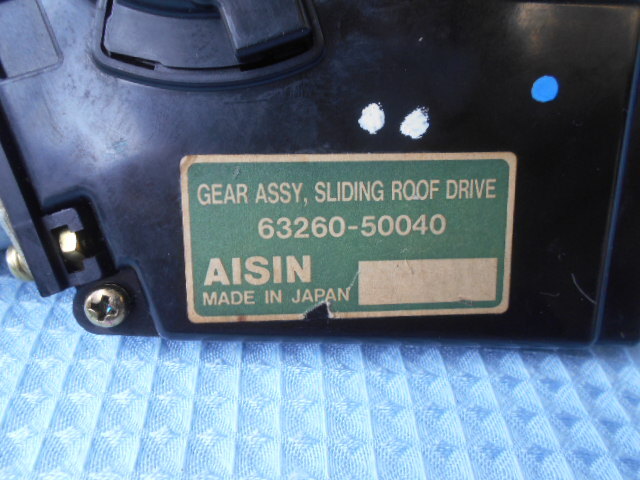 GEAR ASSY, SLIDING ROOF DRIVE
63260-50040
AISIN
MADE IN JAPAN